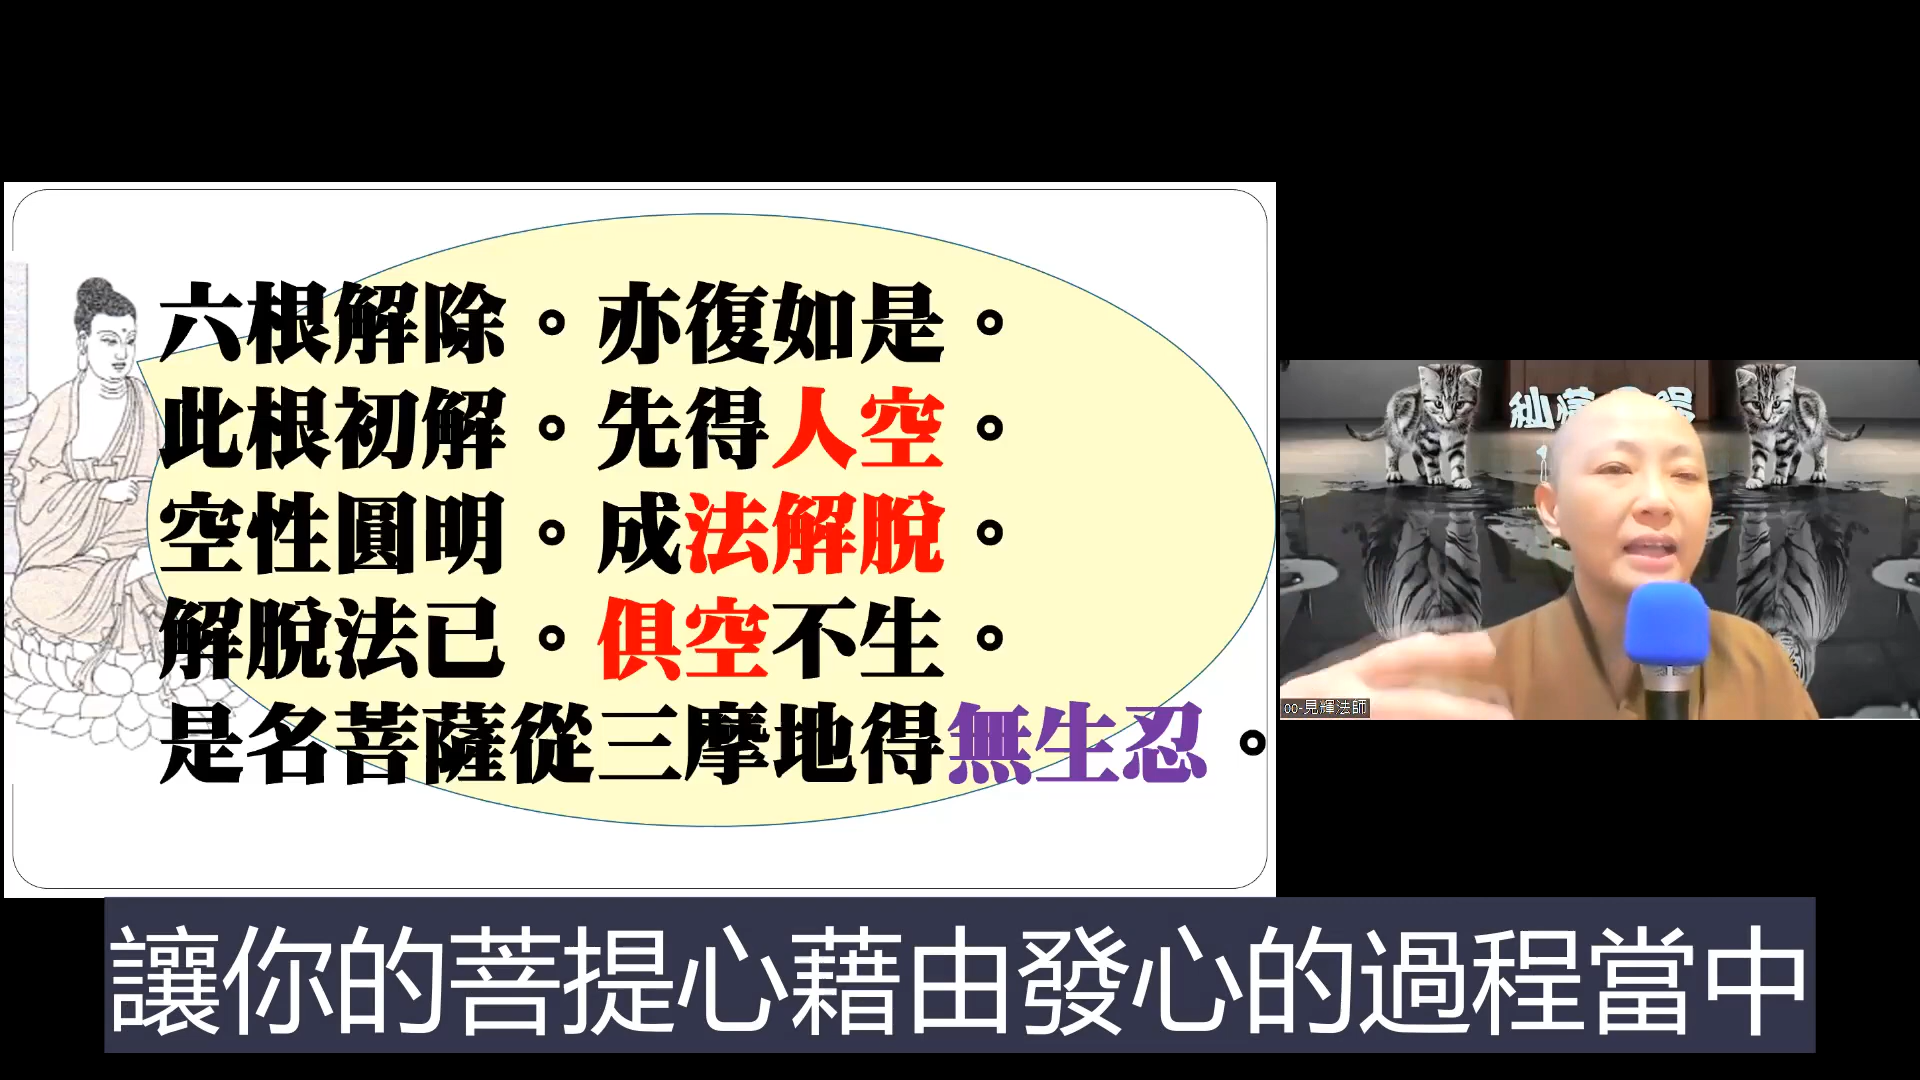 六根解除。亦復如是。
此根初解。先得人空。
空性圓明。成法解脫。
解脫法已。俱空不生。
是名菩薩從三摩地得無生忍。
oo-見輝法師
讓你的菩提心藉由發心的過程當中